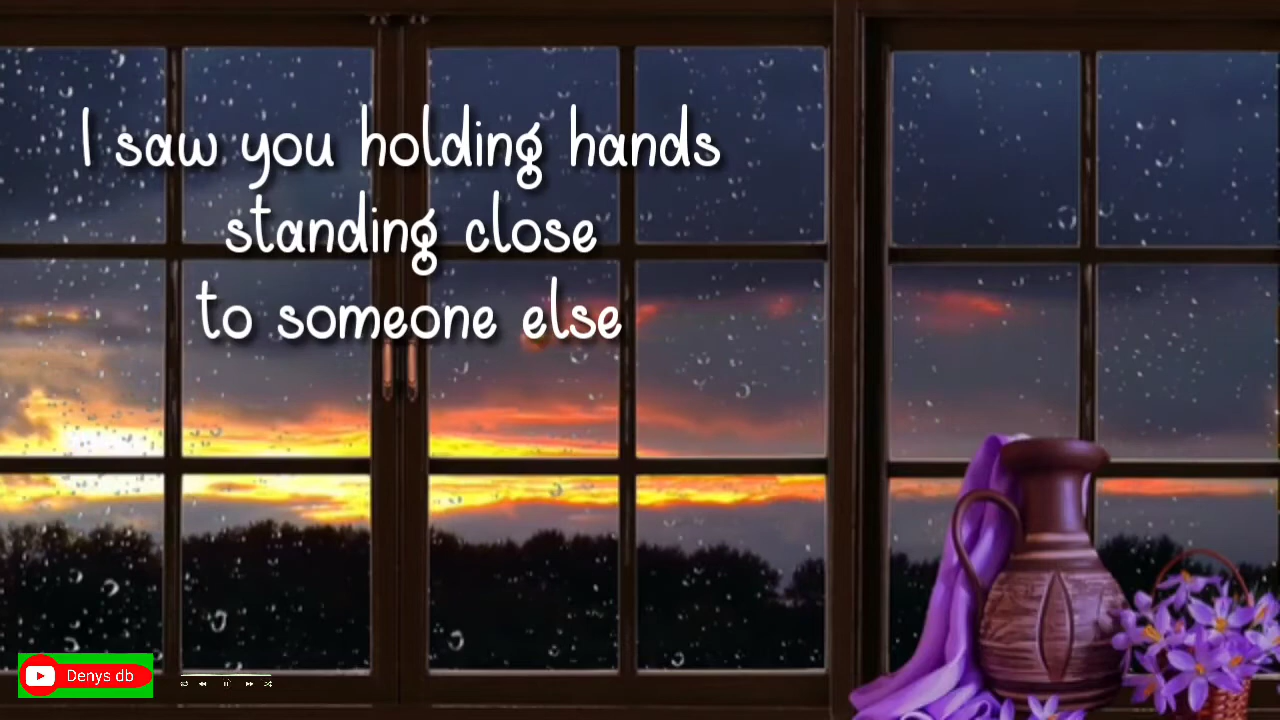 I saw you holding hands
standing close
to someone else
Denys db